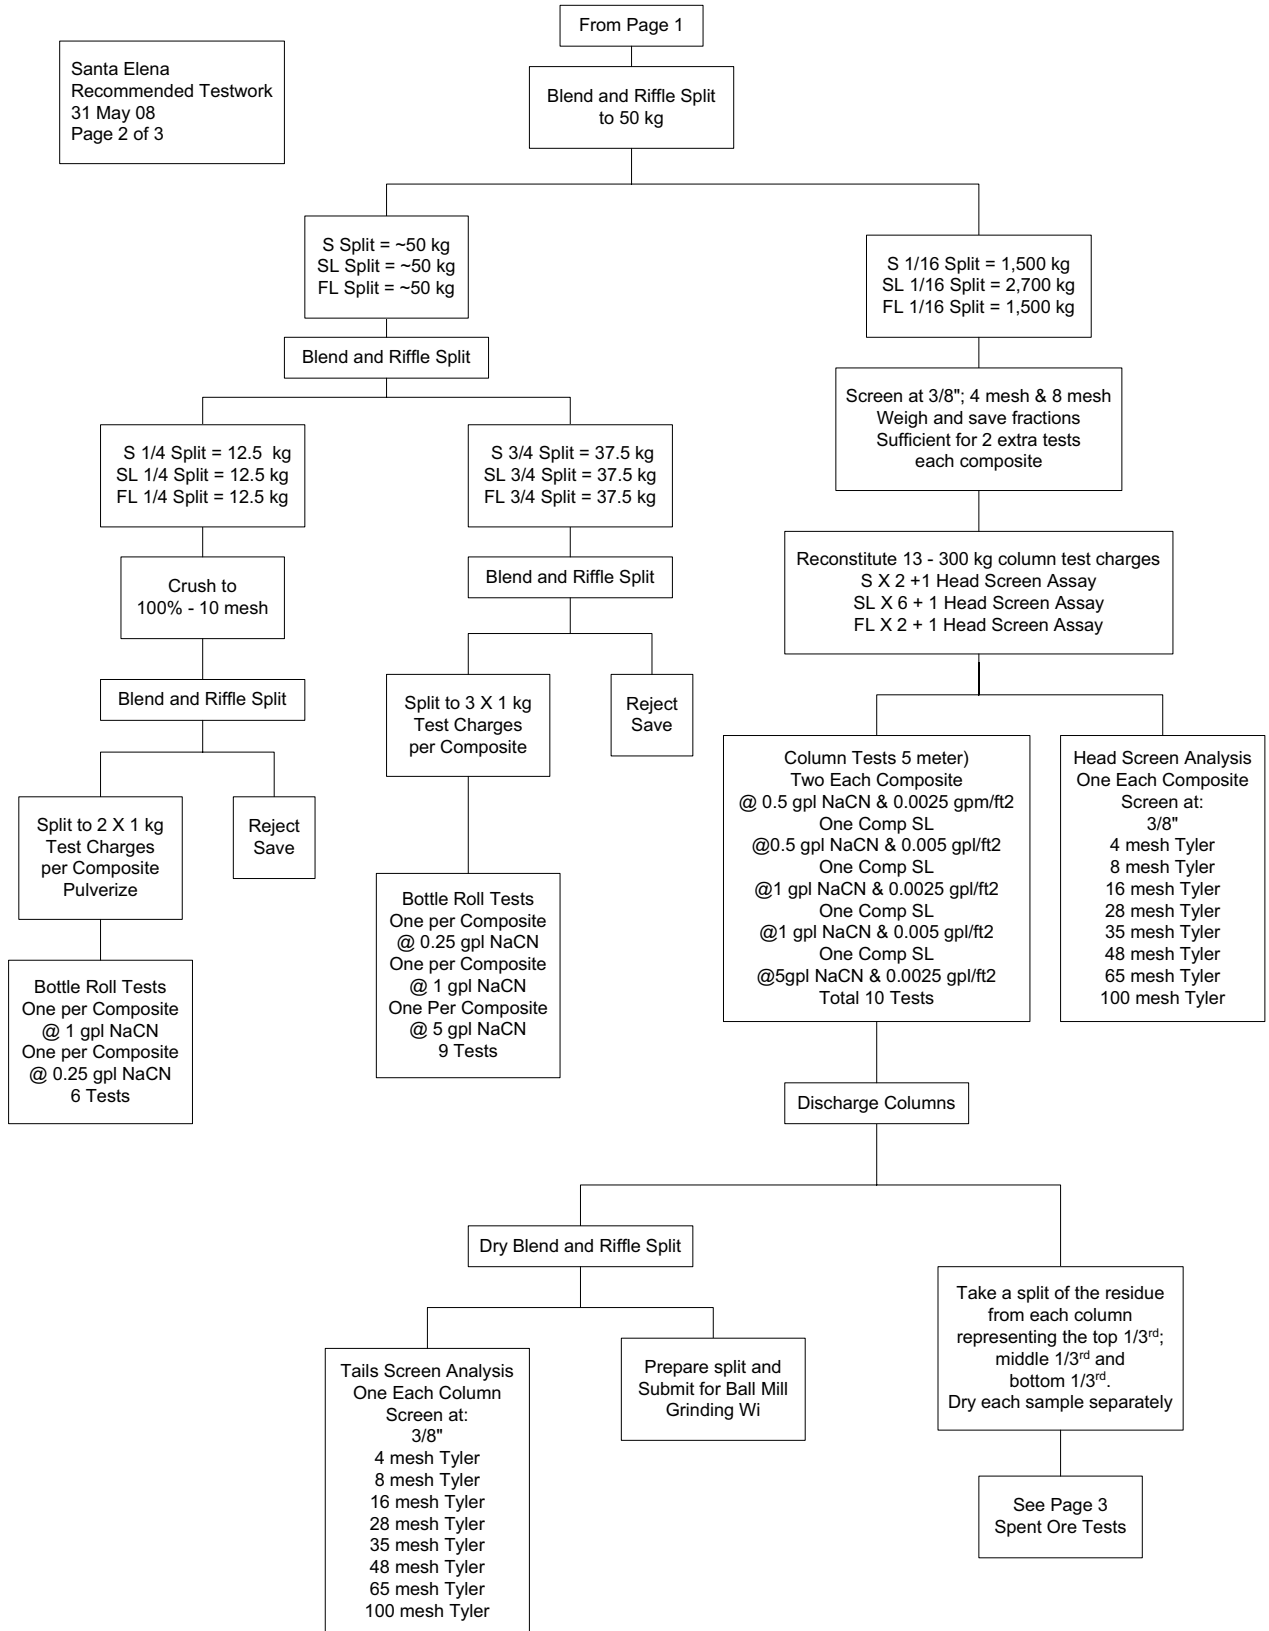 From Page 1
Santa Elena
Recommended Testwork
31 May 08
Page 2 of 3
Blend and Riffle Split
to 50 kg
S Split = ~50 kg
SL Split = ~50 kg
FL Split = ~50 kg
S 1/16 Split = 1,500 kg
SL 1/16 Split = 2,700 kg
FL 1/16 Split = 1,500 kg
Blend and Riffle Split
Screen at 3/8"; 4 mesh & 8 mesh
Weigh and save fractions
Sufficient for 2 extra tests
each composite
S 1/4 Split = 12.5 kg
SL 1/4 Split = 12.5 kg
FL 1/4 Split = 12.5 kg
S 3/4 Split = 37.5 kg
SL 3/4 Split = 37.5 kg
FL 3/4 Split = 37.5 kg
Crush to
100% - 10 mesh
Blend and Riffle Split
Reconstitute 13 - 300 kg column test charges
S X 2 +1 Head Screen Assay
SL X 6 + 1 Head Screen Assay
FL X 2 + 1 Head Screen Assay
Blend and Riffle Split
Split to 3 X 1 kg
Test Charges
per Composite
Reject
Save
Split to 2 X 1 kg
Test Charges
per Composite
Pulverize
Reject
Save
Column Tests 5 meter)
Two Each Composite
@ 0.5 gpl NaCN & 0.0025 gpm/ft2
One Comp SL
@0.5 gpl NaCN & 0.005 gpl/ft2
One Comp SL
@1 gpl NaCN & 0.0025 gpl/ft2
One Comp SL
@1 gpl NaCN & 0.005 gpl/ft2
One Comp SL
@5gpl NaCN & 0.0025 gpl/ft2
Total 10 Tests
Head Screen Analysis
One Each Composite
Screen at:
3/8"
4 mesh Tyler
8 mesh Tyler
16 mesh Tyler
28 mesh Tyler
35 mesh Tyler
48 mesh Tyler
65 mesh Tyler
100 mesh Tyler
Bottle Roll Tests
One per Composite
@ 0.25 gpl NaCN
One per Composite
@ 1 gpl NaCN
One Per Composite
@ 5 gpl NaCN
9 Tests
Bottle Roll Tests
One per Composite
@ 1 gpl NaCN
One per Composite
@ 0.25 gpl NaCN
6 Tests
Discharge Columns
Dry Blend and Riffle Split
Take a split of the residue
from each column
representing the top 1/3rd;
middle 1/3rd and
bottom 1/3rd.
Dry each sample separately
Tails Screen Analysis
One Each Column
Screen at:
3/8"
4 mesh Tyler
8 mesh Tyler
16 mesh Tyler
28 mesh Tyler
35 mesh Tyler
48 mesh Tyler
65 mesh Tyler
100 mesh Tyler
Prepare split and
Submit for Ball Mill
Grinding Wi
See Page 3
Spent Ore Tests